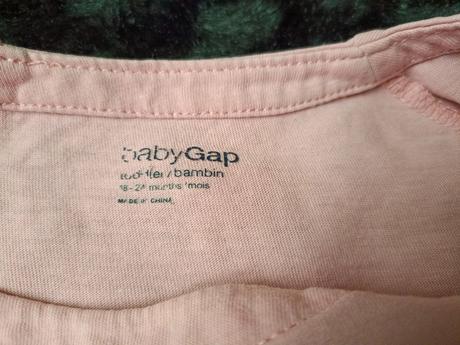 babyGap
toddler / bambin
18-24 months / mois
MADE IN CHINA